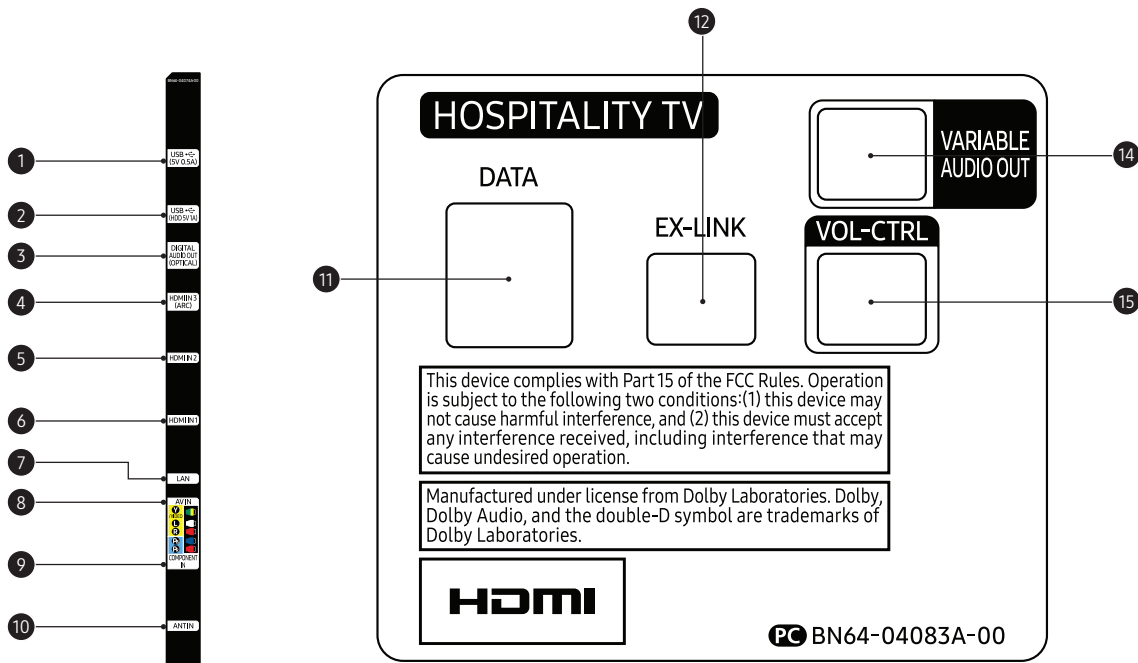 BN64-04078A-00
1
USB
(5V 0.5A)
2
USB
(HDD 5V 1A)
3
DIGITAL
AUDIO OUT
(OPTICAL)
4
HDMI IN 3
(ARC)
5
HDMI IN 2
6
HDMI IN 1
7
LAN
8
AV IN
Y
/VIDEO
L
R
PB
PR
9
COMPONENT
IN
10
ANT IN
12
HOSPITALITY TV
14
VARIABLE
AUDIO OUT
DATA
11
EX-LINK
VOL-CTRL
15
This device complies with Part 15 of the FCC Rules. Operation
is subject to the following two conditions:(1) this device may
not cause harmful interference, and (2) this device must accept
any interference received, including interference that may
cause undesired operation.
Manufactured under license from Dolby Laboratories. Dolby,
Dolby Audio, and the double-D symbol are trademarks of
Dolby Laboratories.
HDMI
PC BN64-04083A-00